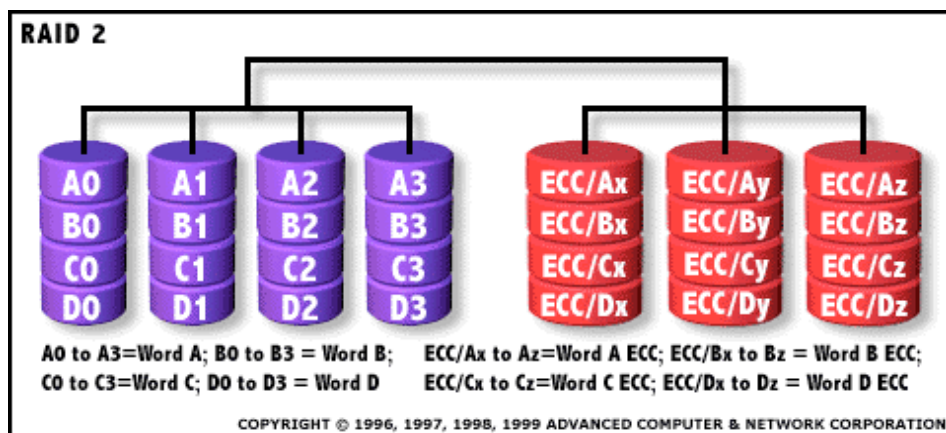 RAID 2
A0 A1 A2 A3 ECC/Ax ECC/Ay ECC/Az
B0 B1 B2 B3 ECC/Bx ECC/By ECC/Bz
C0 C1 C2 C3 ECC/Cx ECC/Cy ECC/Cz
D0 D1 D2 D3 ECC/Dx ECC/Dy ECC/Dz
A0 to A3=Word A; B0 to B3 = Word B;
C0 to C3=Word C; D0 to D3 = Word D
ECC/Ax to Az=Word A ECC; ECC/Bx to Bz = Word B ECC;
ECC/Cx to Cz=Word C ECC; ECC/Dx to Dz = Word D ECC
COPYRIGHT © 1996, 1997, 1998, 1999 ADVANCED COMPUTER & NETWORK CORPORATION